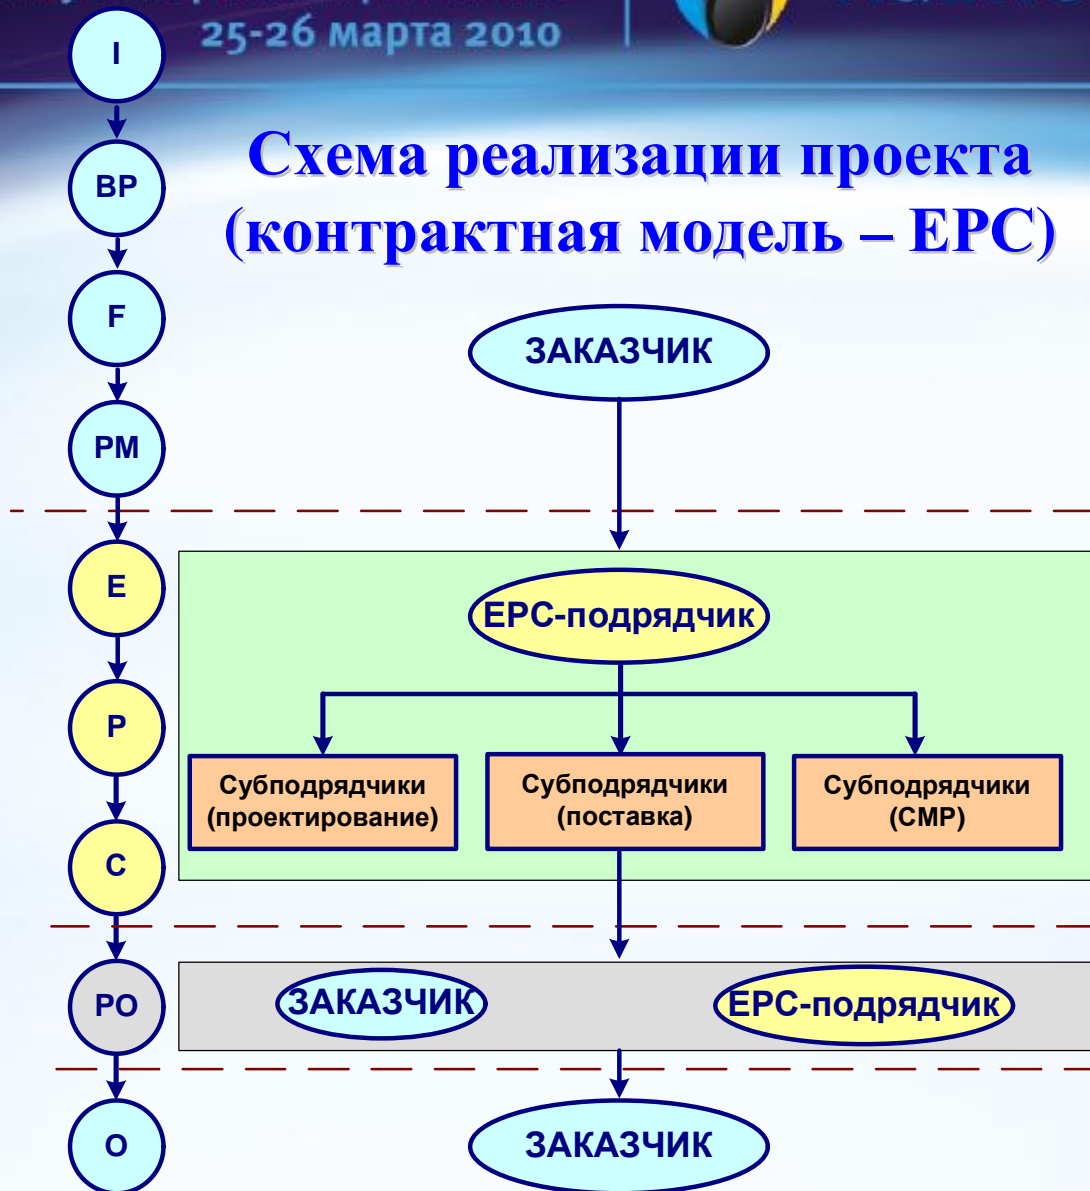 25-26 марта 2010
Схема реализации проекта
(контрактная модель – EPC)
I
BP
F
PM
E
P
C
PO
O
ЗАКАЗЧИК
EPC-подрядчик
Субподрядчики
(проектирование)
Субподрядчики
(поставка)
Субподрядчики
(СМР)
ЗАКАЗЧИК
EPC-подрядчик
ЗАКАЗЧИК